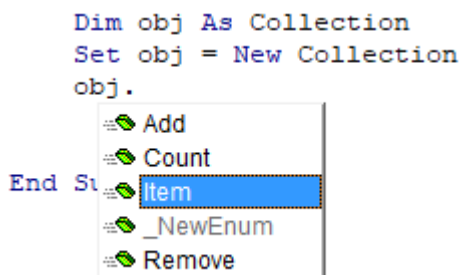 Dim obj As Collection
Set obj = New Collection
obj.
Add
Count
End Su
Item
_NewEnum
Remove